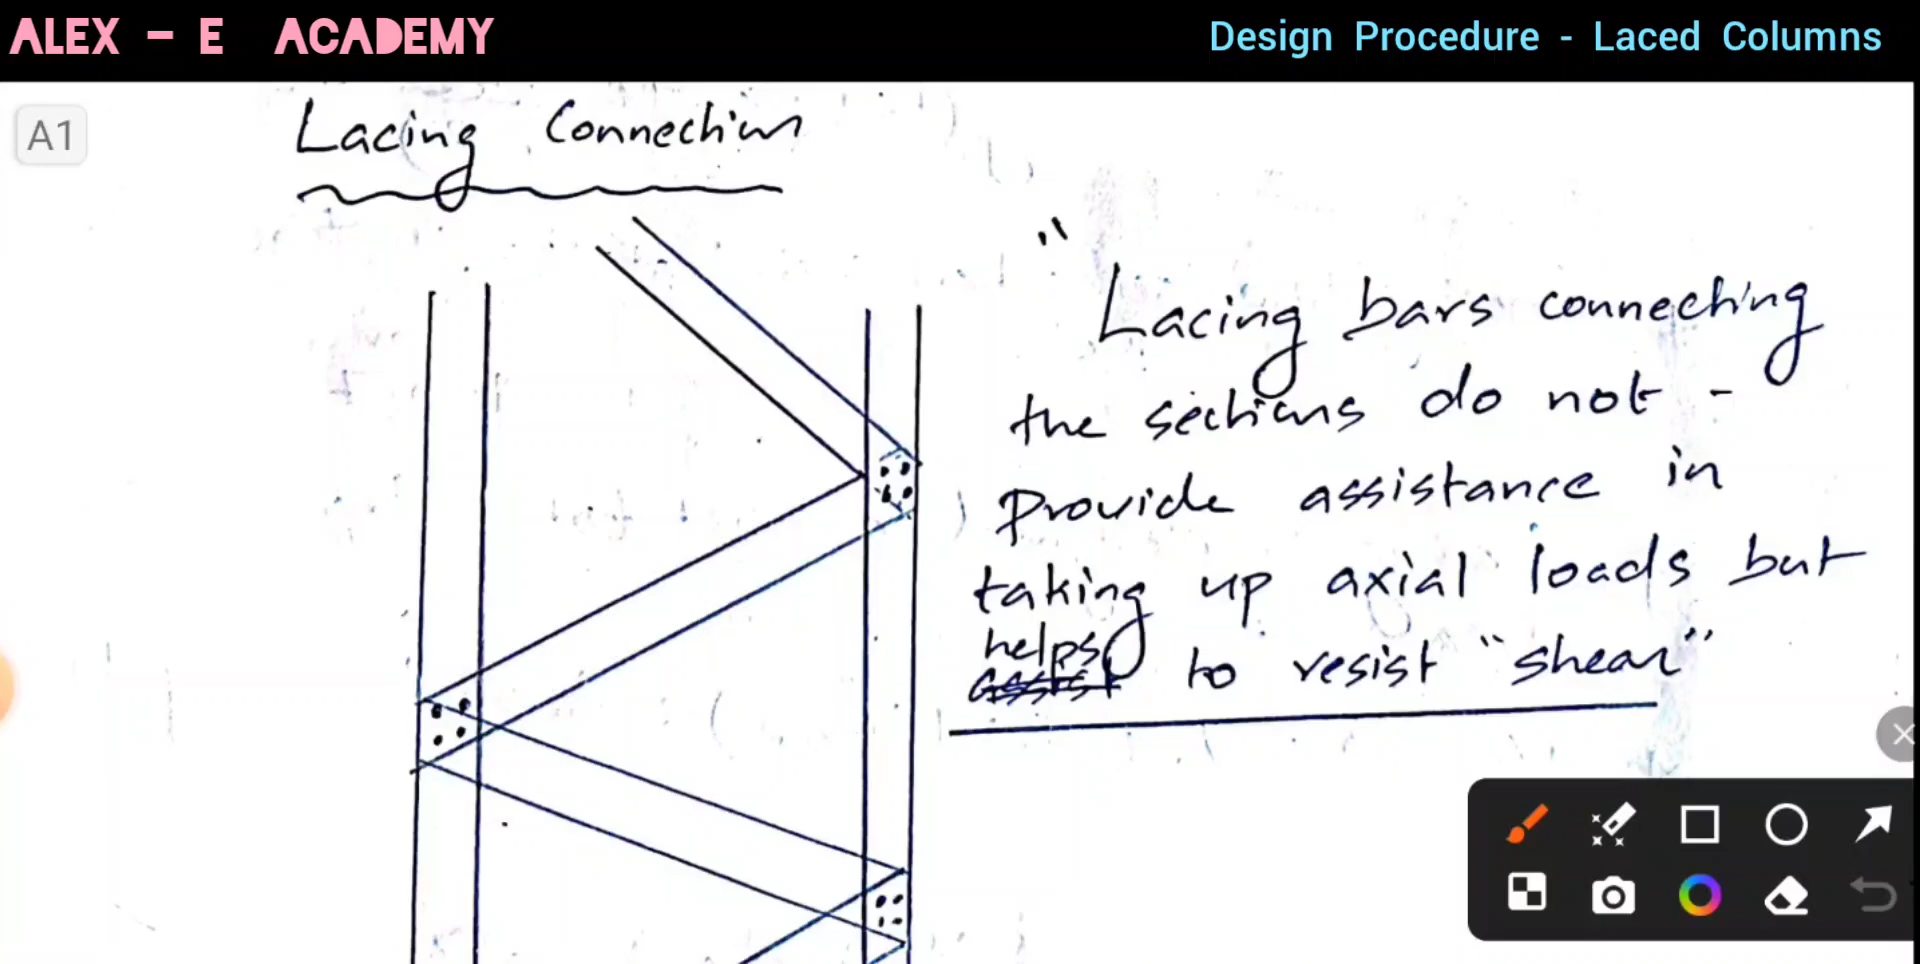 ALEX - E ACADEMY
Design Procedure - Laced Columns
A1
Lacing Connection
" Lacing bars connecting
the sections do not -
Provide assistance in
taking up axial loads but
helps to resist "shear"